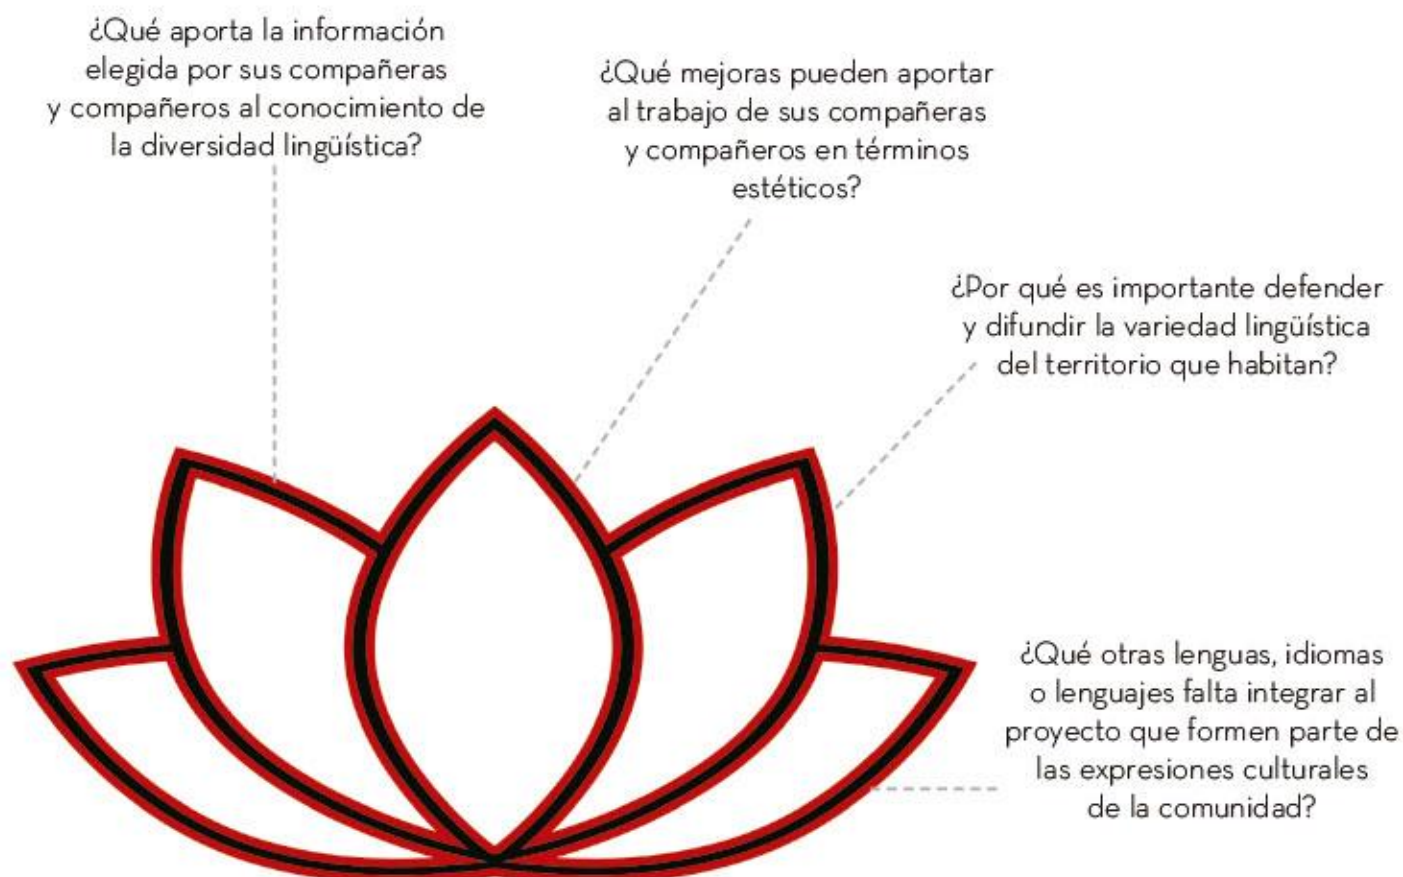 ¿Qué aporta la información
elegida por sus compañeras
y compañeros al conocimiento de
la diversidad lingüística?
¿Qué mejoras pueden aportar
al trabajo de sus compañeras
y compañeros en términos
estéticos?
¿Por qué es importante defender
y difundir la variedad lingüística
del territorio que habitan?
¿Qué otras lenguas, idiomas
o lenguajes falta integrar al
proyecto que formen parte de
las expresiones culturales
de la comunidad?